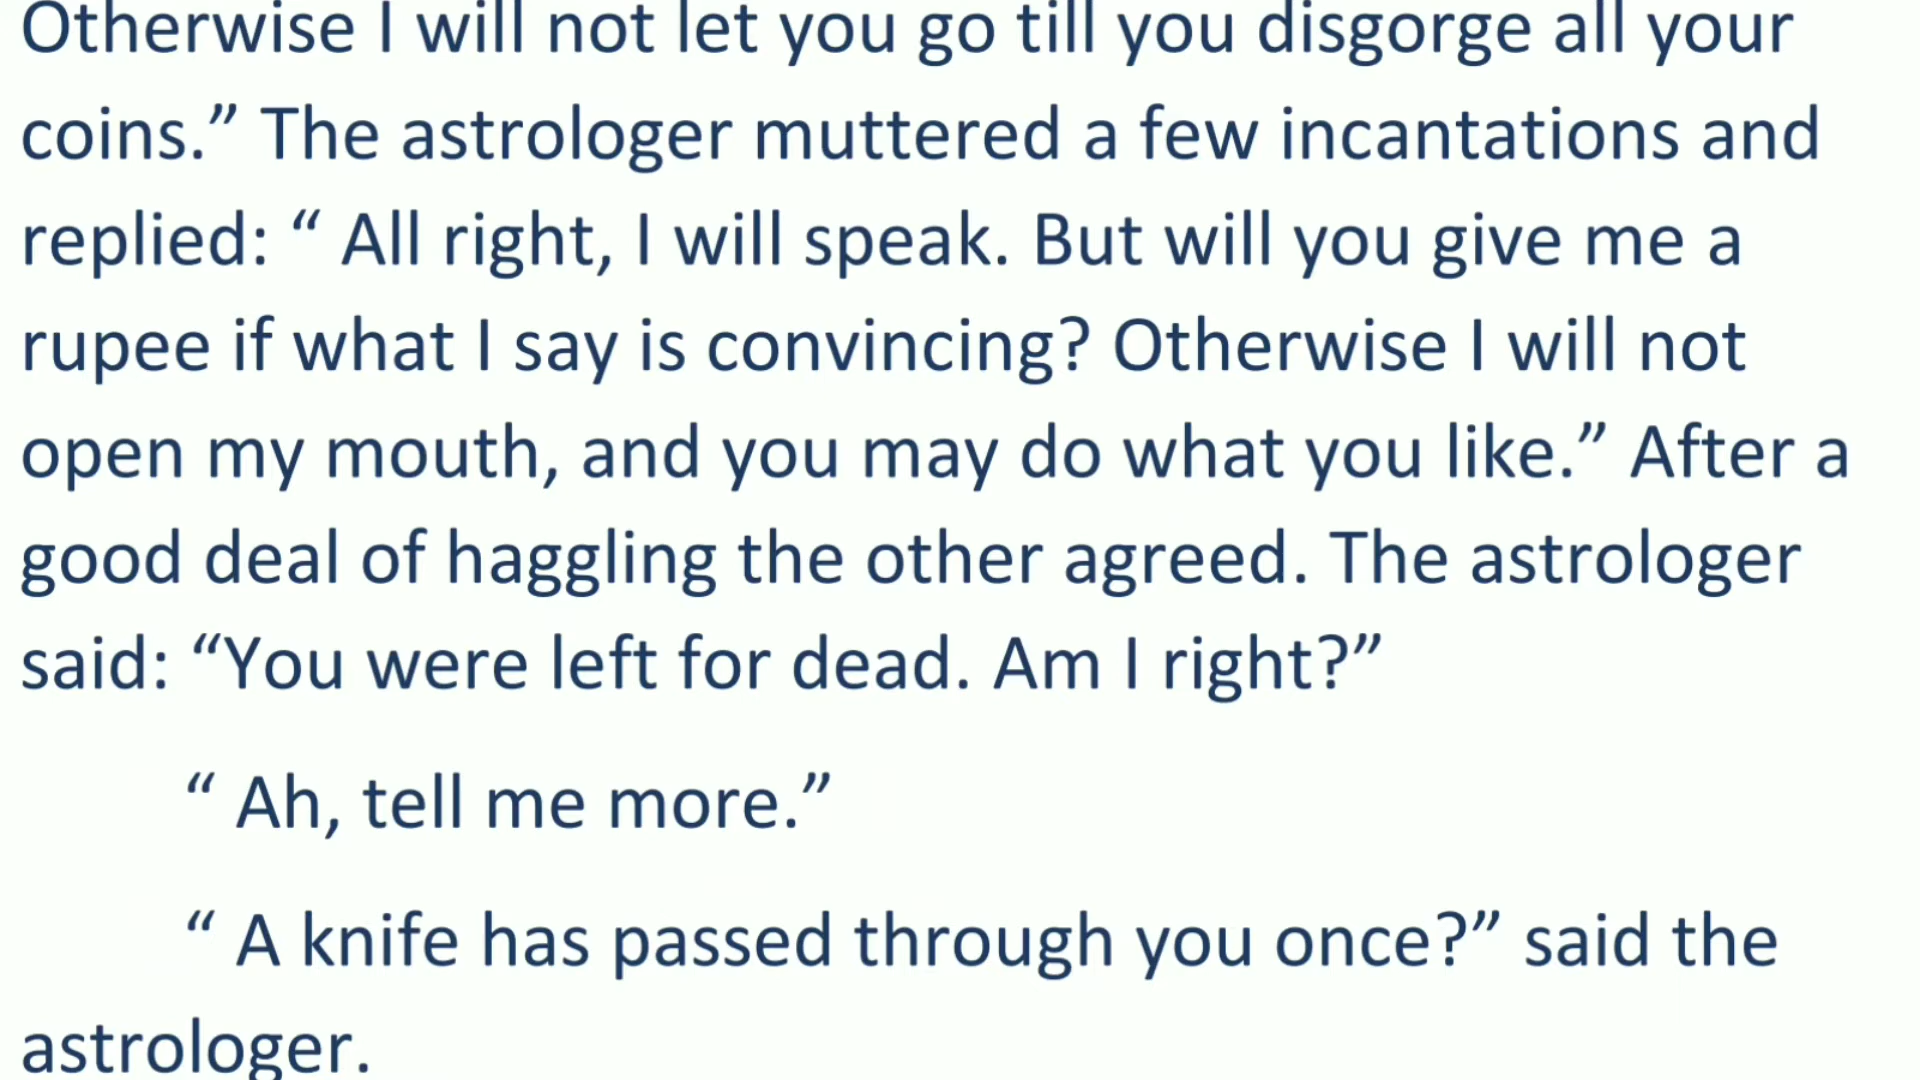 Otherwise I will not let you go till you disgorge all your
coins.” The astrologer muttered a few incantations and
replied: “ All right, I will speak. But will you give me a
rupee if what I say is convincing? Otherwise I will not
open my mouth, and you may do what you like.” After a
good deal of haggling the other agreed. The astrologer
said: “You were left for dead. Am I right?”
“ Ah, tell me more.”
“ A knife has passed through you once?” said the
astrologer.